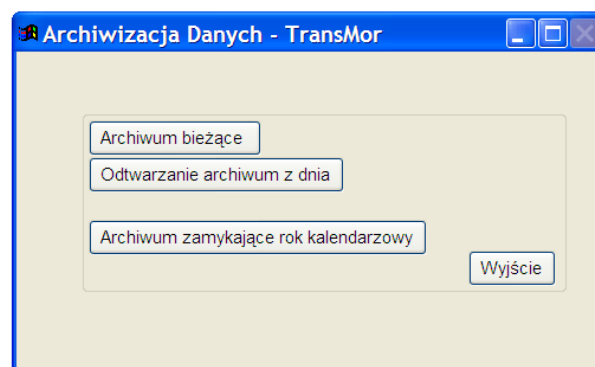 Archiwizacja Danych - TransMor
Archiwum bieżące
Odtwarzanie archiwum z dnia
Archiwum zamykające rok kalendarzowy
Wyjście